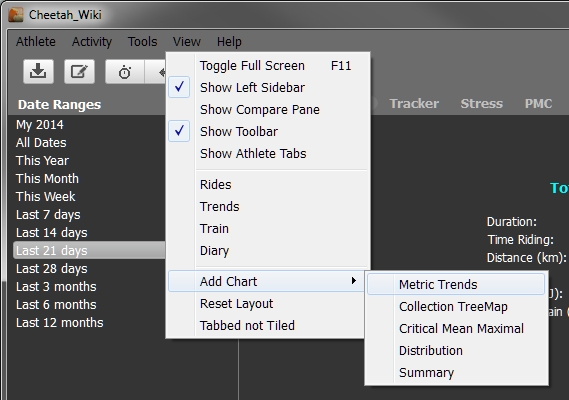 Cheetah_Wiki
Athlete Activity Tools View Help
Toggle Full Screen F11
Show Left Sidebar
Show Compare Pane
Show Toolbar
Show Athlete Tabs
Rides
Trends
Train
Diary
Add Chart
Reset Layout
Tabbed not Tiled
Metric Trends
Collection TreeMap
Critical Mean Maximal
Distribution
Summary
Date Ranges
My 2014
All Dates
This Year
This Month
This Week
Last 7 days
Last 14 days
Last 21 days
Last 28 days
Last 3 months
Last 6 months
Last 12 months
Tracker Stress PMC
Duration:
Time Riding:
Distance (km):